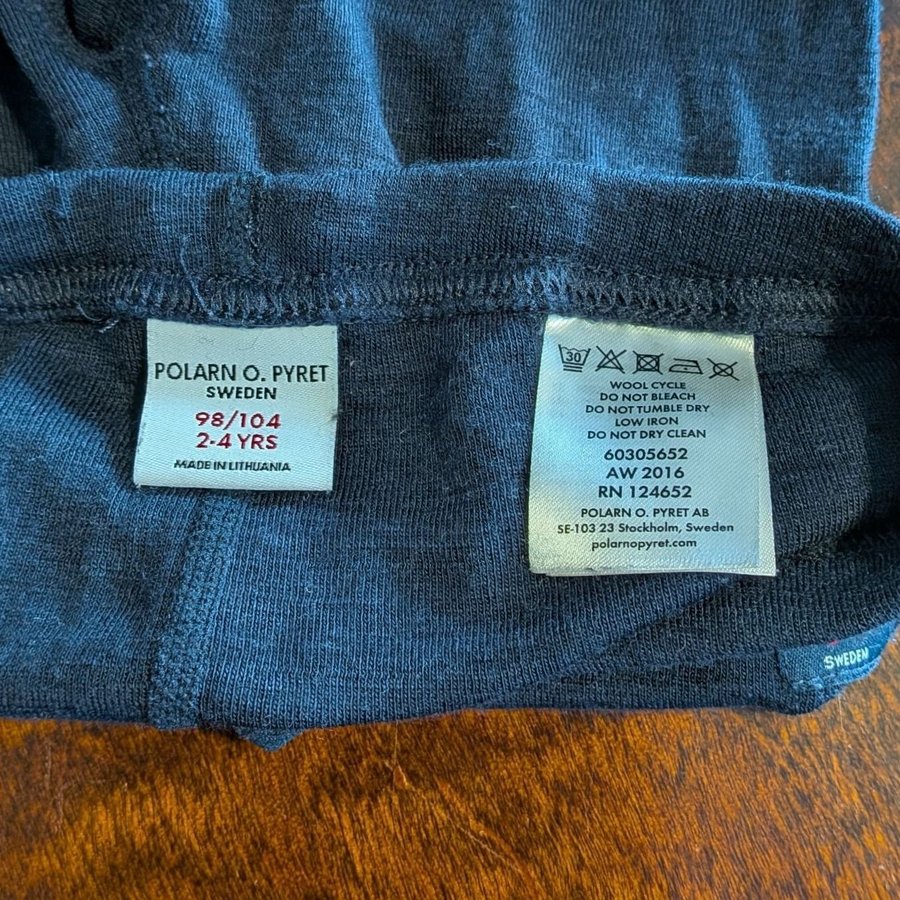 POLARN O. PYRET
SWEDEN
98/104
2-4 YRS
MADE IN LITHUANIA
30
WOOL CYCLE
DO NOT BLEACH
DO NOT TUMBLE DRY
LOW IRON
DO NOT DRY CLEAN
60305652
AW 2016
RN 124652
POLARN O. PYRET AB
SE-103 23 Stockholm, Sweden
polarnopyret.com
SWEDEN